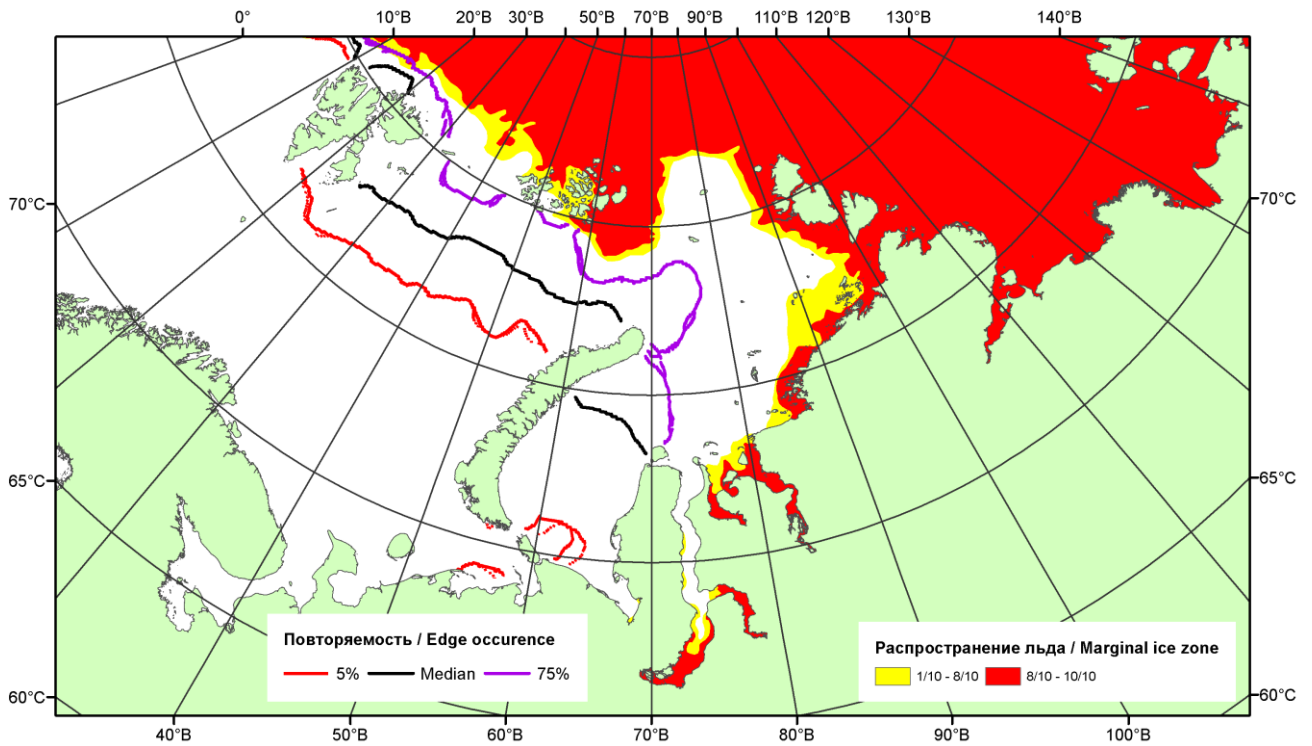 0° 10°В 20°В 30°В 50°В 70°В 90°В 110°В 120°В 130°В 140°В
70°С 70°С
65°С 65°С
60°С 60°С
Повторяемость / Edge occurence
5% Median 75%
Распространение льда / Marginal ice zone
1/10 - 8/10 8/10 - 10/10
40°В 50°В 60°В 70°В 80°В 90°В 100°В